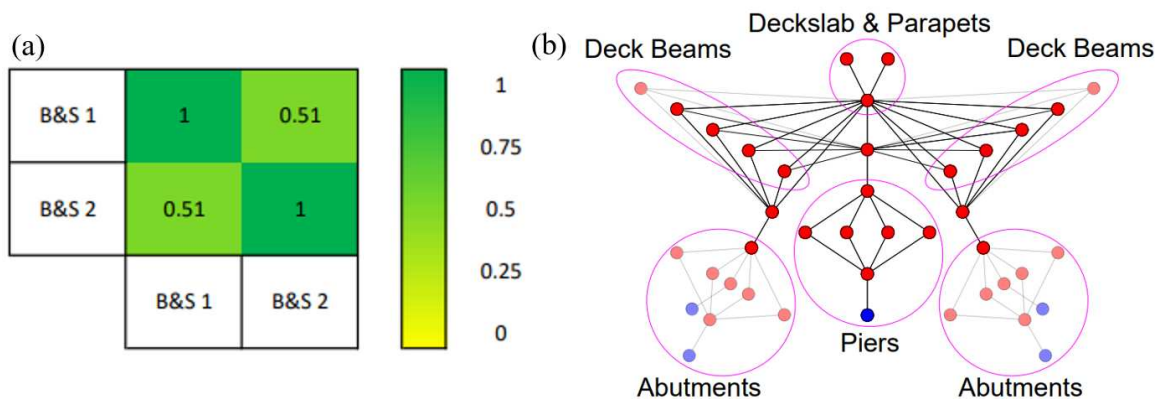 (a)
B&S 1
1
0.51
B&S 2
0.51
1
B&S 1
B&S 2
1
0.75
0.5
0.25
0
(b)
Deckslab & Parapets
Deck Beams
Deck Beams
Piers
Abutments
Abutments